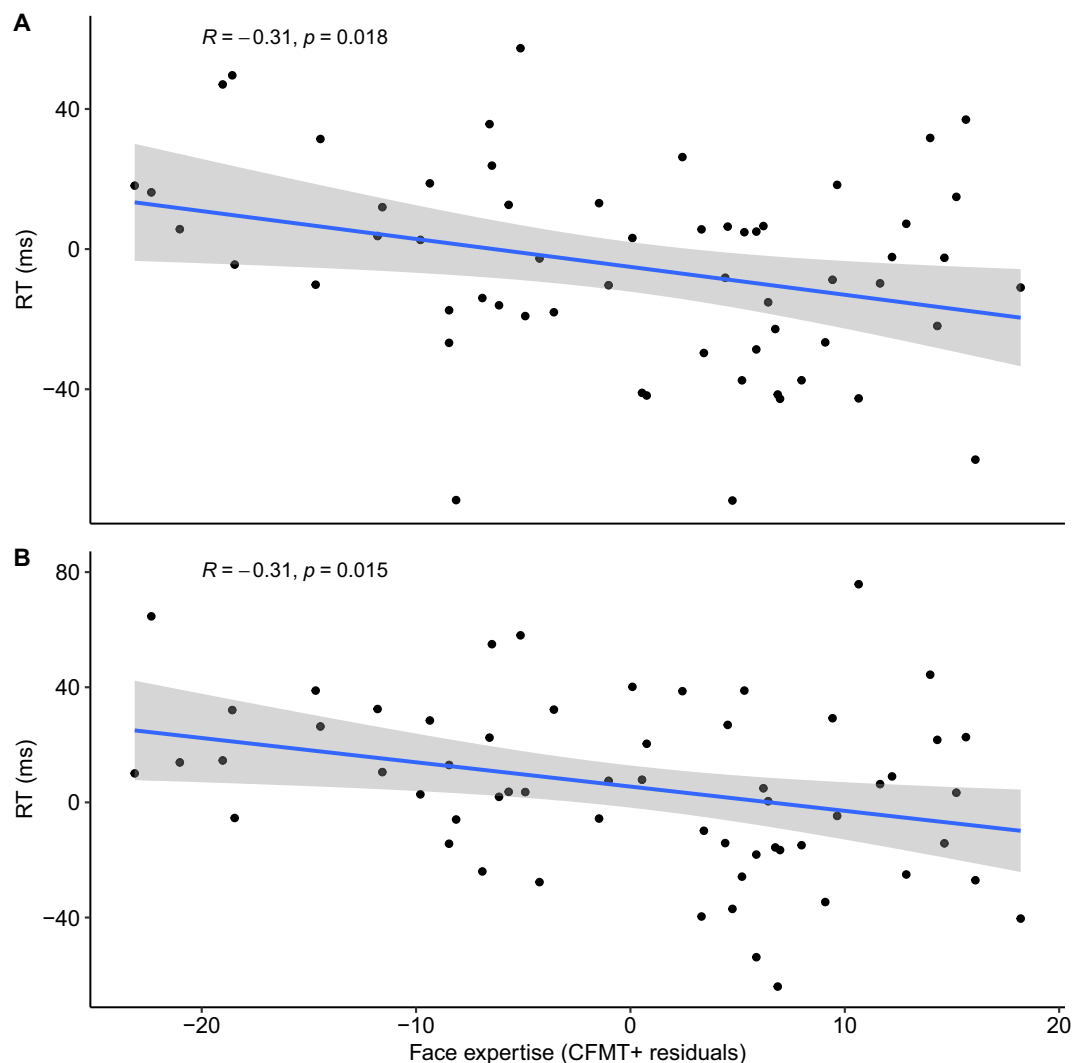 A
R = −0.31, p = 0.018
40
0
−40
RT (ms)
B
R = −0.31, p = 0.015
80
40
0
−40
RT (ms)
−20 −10 0 10 20
Face expertise (CFMT+ residuals)